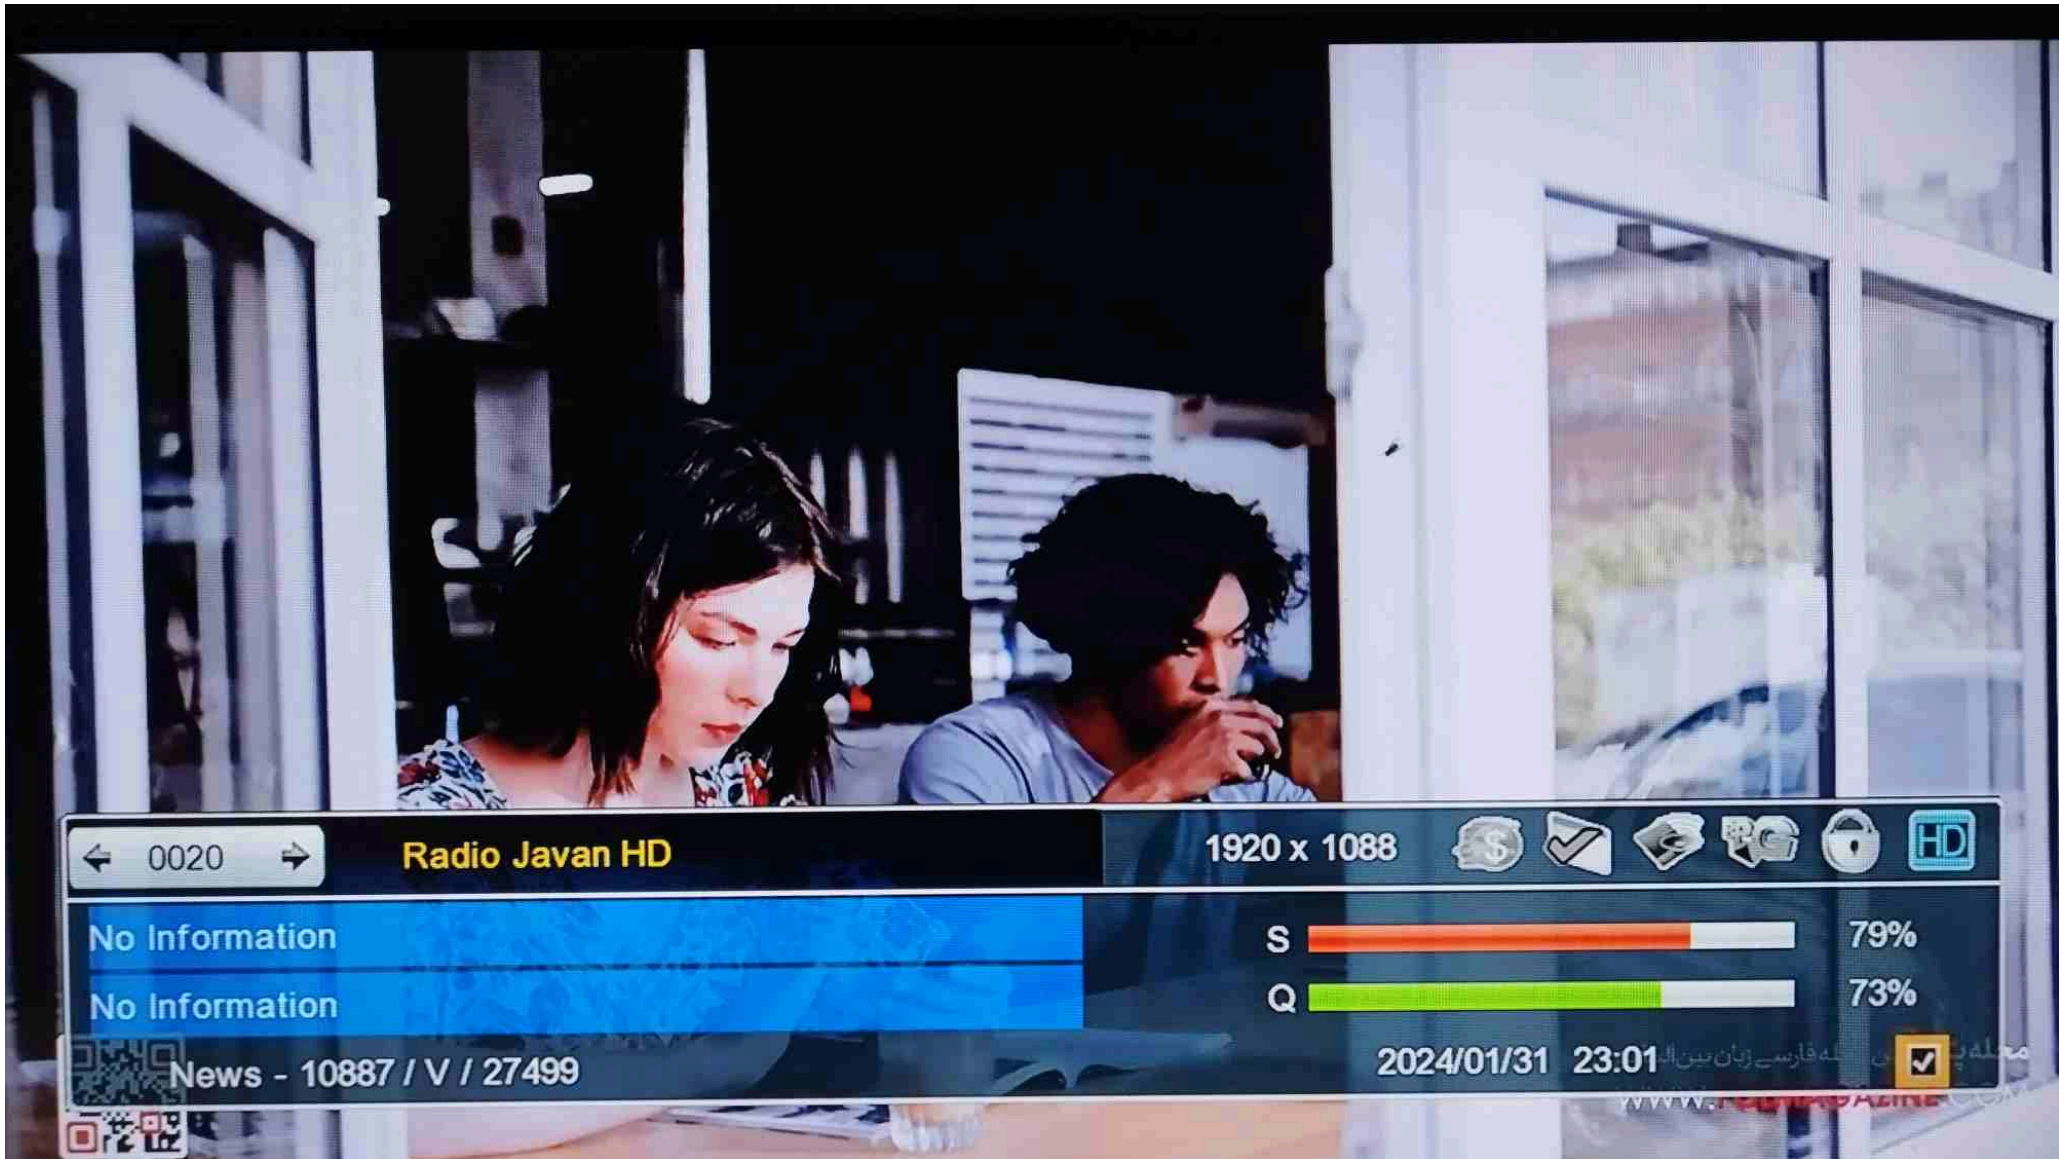 0020
Radio Javan HD
1920 x 1088
HD
No Information
S 79%
No Information
Q 73%
News - 10887 / V / 27499
2024/01/31 23:01